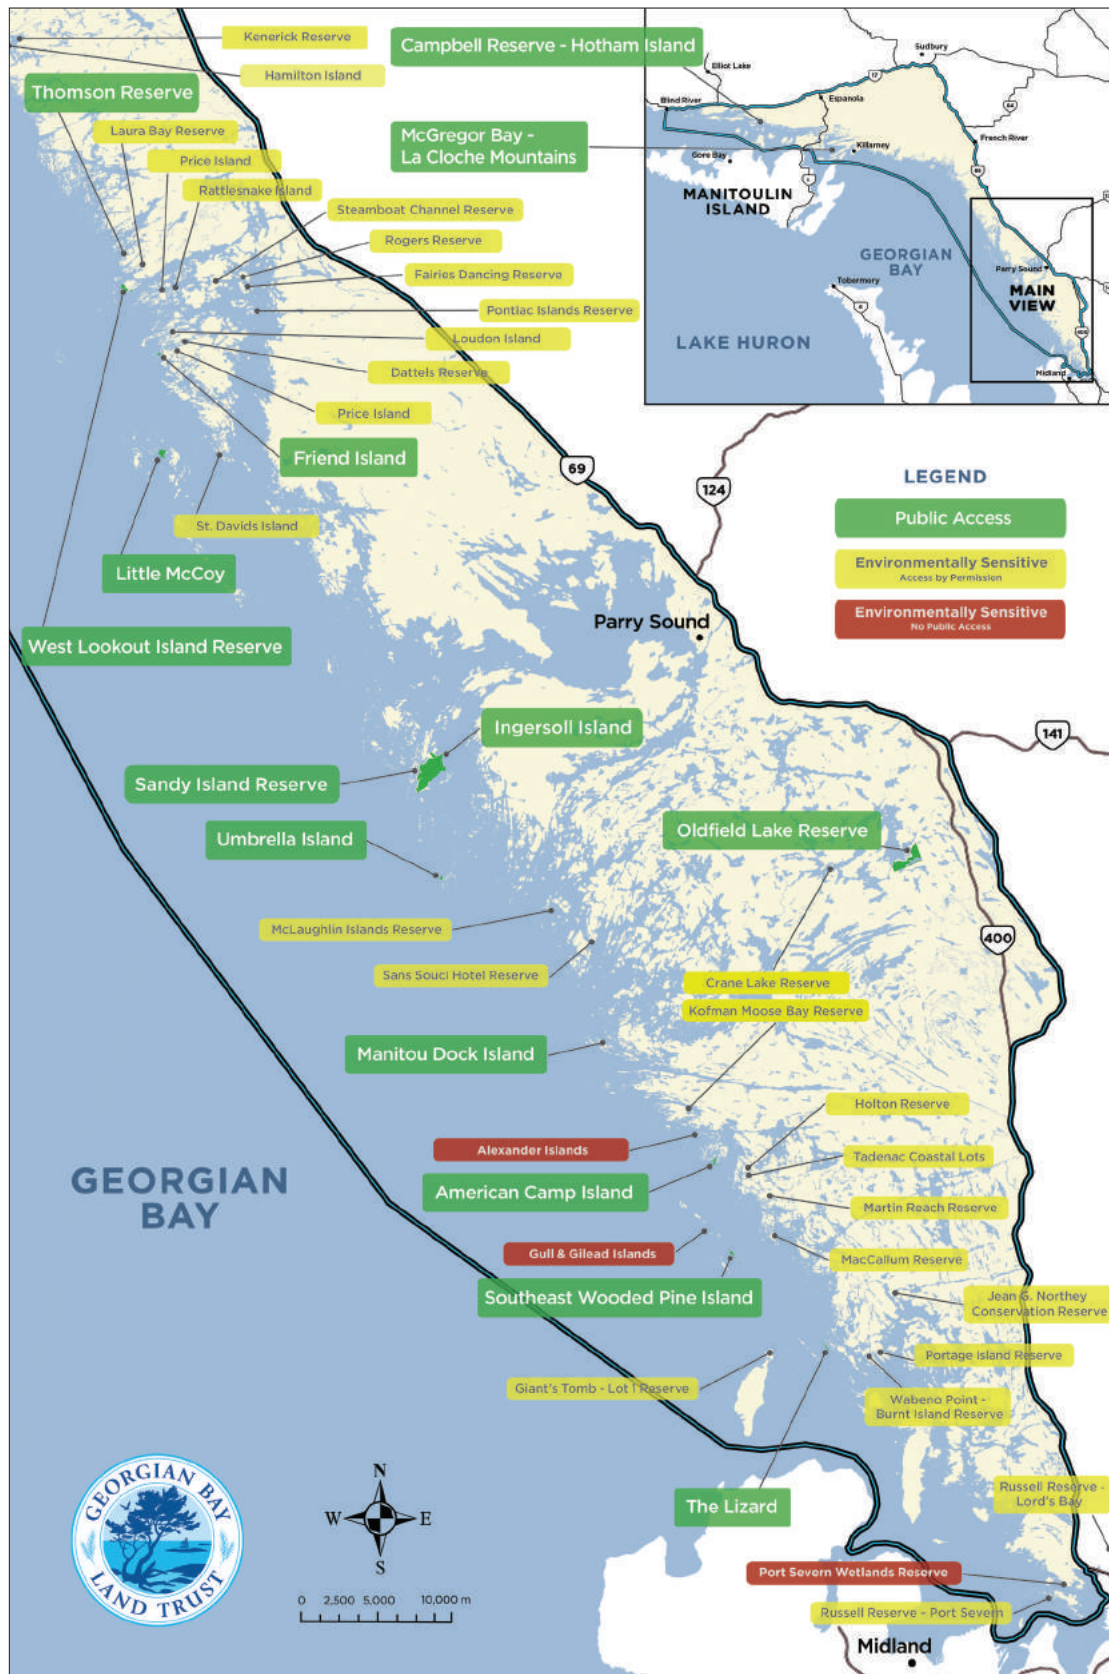 Kenerick Reserve
Hamilton Island
Thomson Reserve
Laura Bay Reserve
Price Island
Rattlesnake Island
Steamboat Channel Reserve
Rogers Reserve
Fairies Dancing Reserve
Pontiac Islands Reserve
Loudon Island
Dattels Reserve
Price Island
Friend Island
St. Davids Island
Little McCoy
West Lookout Island Reserve
Campbell Reserve - Hotham Island
McGregor Bay -
La Cloche Mountains
Sudbury
Elliot Lake
17
Blind River
Espanola
64
French River
Killarney
Gore Bay
69
6
MANITOULIN
ISLAND
GEORGIAN
BAY
Parry Sound
Tobermory
MAIN
VIEW
6
400
LAKE HURON
Midland
69
124
LEGEND
Public Access
Environmentally Sensitive
Access by Permission
Environmentally Sensitive
No Public Access
Parry Sound
141
Ingersoll Island
Sandy Island Reserve
Umbrella Island
Oldfield Lake Reserve
McLaughlin Islands Reserve
Sans Souci Hotel Reserve
400
Crane Lake Reserve
Kofman Moose Bay Reserve
Manitou Dock Island
Holton Reserve
Alexander Islands
Tadenac Coastal Lots
American Camp Island
Martin Reach Reserve
GEORGIAN
BAY
Gull & Gilead Islands
MacCallum Reserve
Southeast Wooded Pine Island
Jean G. Northey
Conservation Reserve
Portage Island Reserve
Giant's Tomb - Lot 1 Reserve
Wabeno Point -
Burnt Island Reserve
The Lizard
Russell Reserve -
Lord's Bay
GEORGIAN BAY
LAND TRUST
N
W E
S
0 2,500 5,000 10,000 m
Port Severn Wetlands Reserve
Russell Reserve - Port Severn
Midland